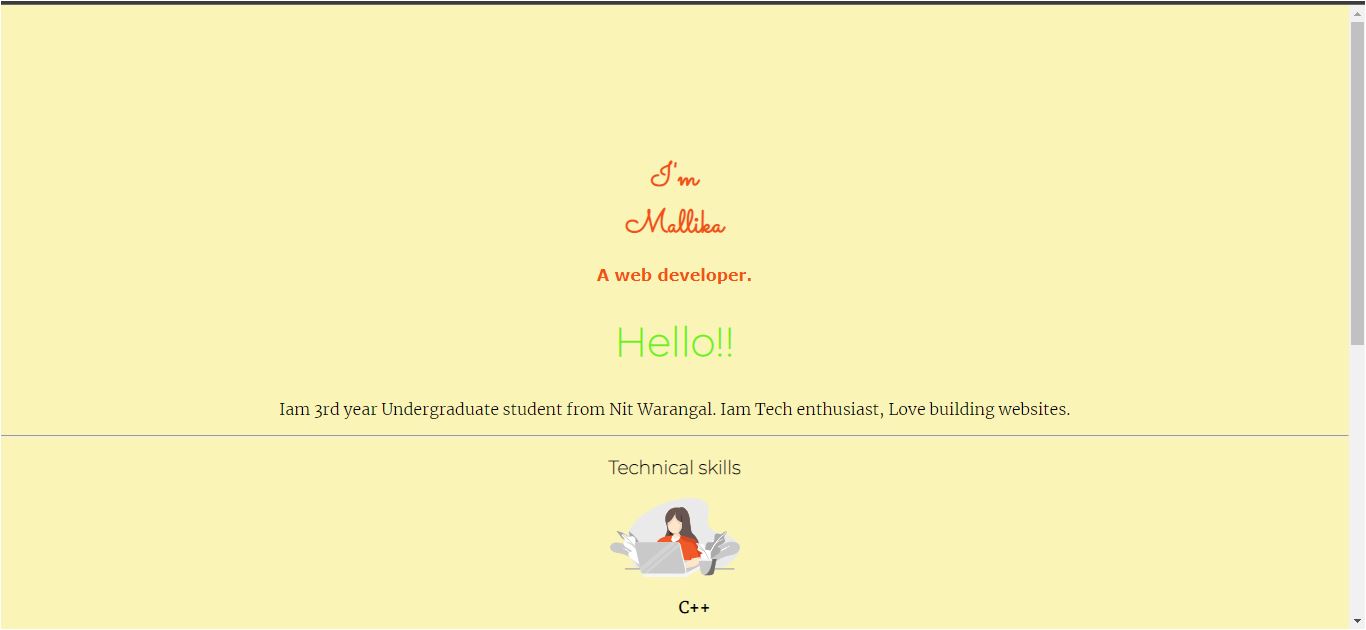 I'm
Mallika
A web developer.
Hello!!
Iam 3rd year Undergraduate student from Nit Warangal. Iam Tech enthusiast, Love building websites.
Technical skills
C++